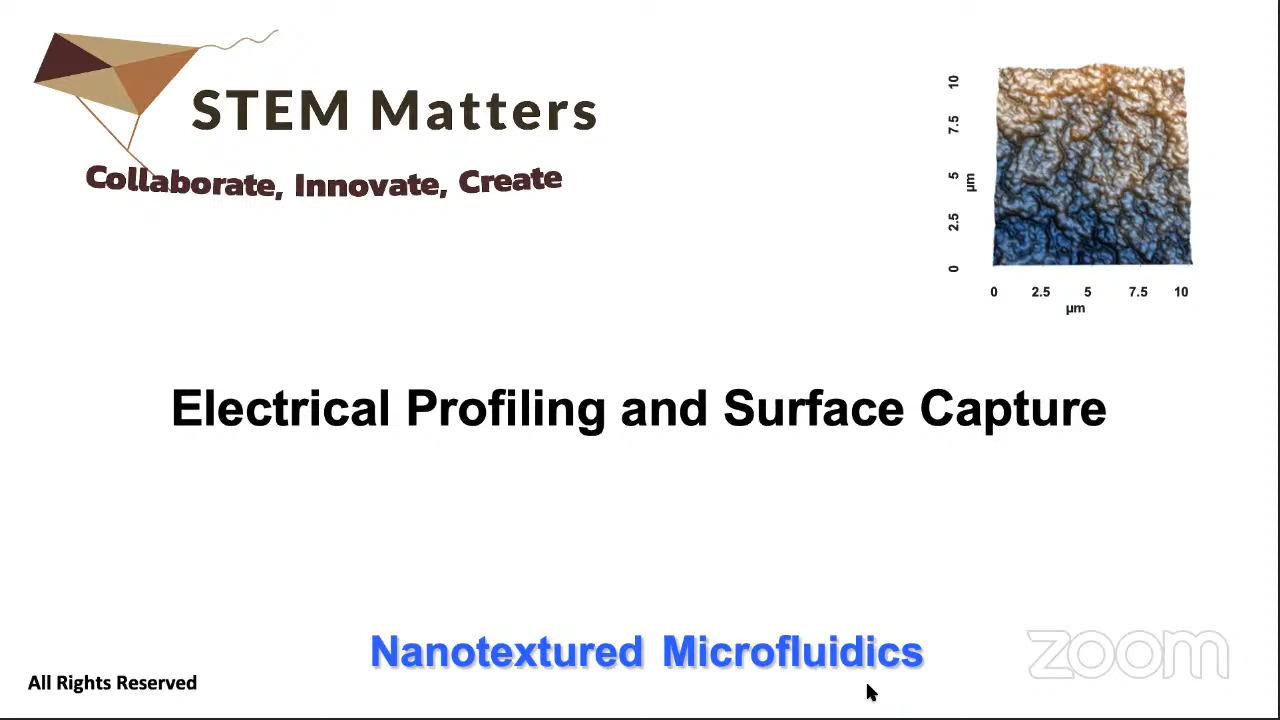 STEM Matters
Collaborate, Innovate, Create
10
7.5
5
µm
2.5
0
0 2.5 5 7.5 10
µm
Electrical Profiling and Surface Capture
Nanotextured Microfluidics
zoom
All Rights Reserved